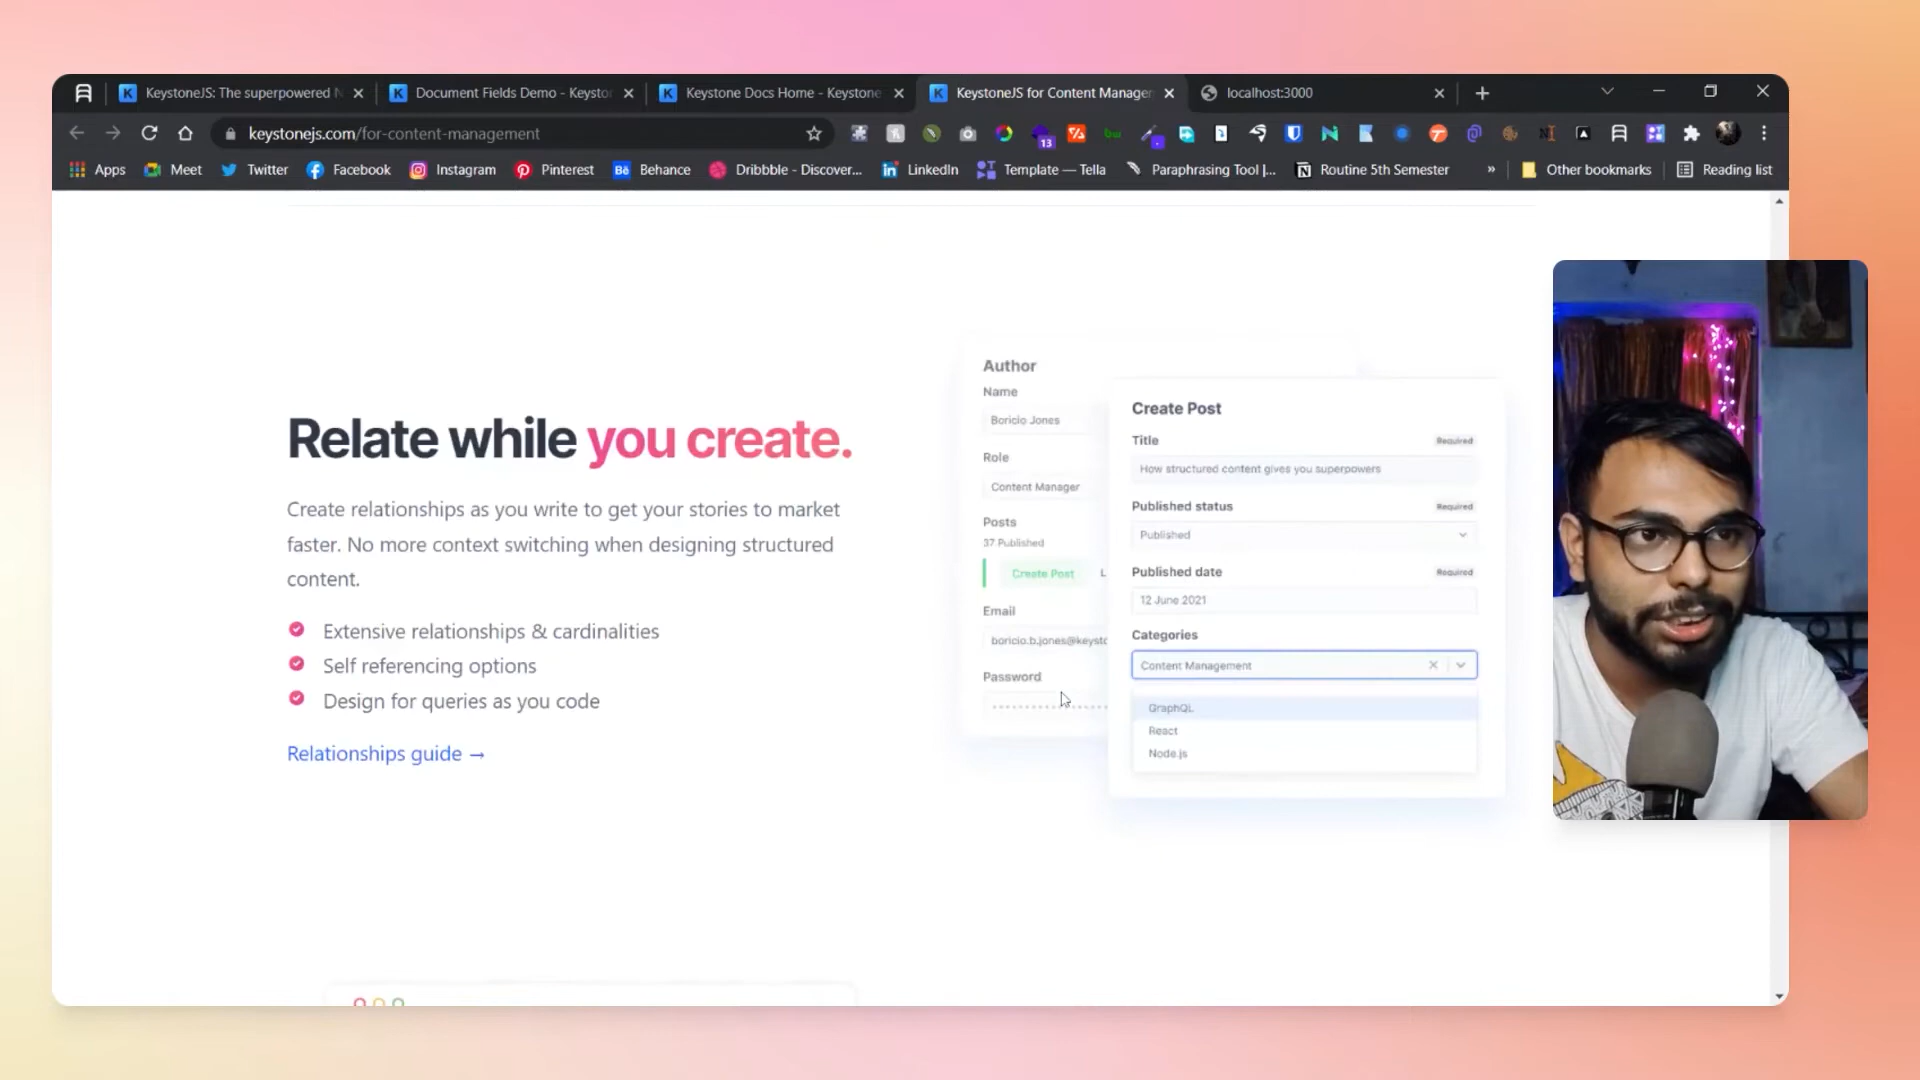 KeystoneJS: The superpowered N
Document Fields Demo - Keysto
Keystone Docs Home - Keystone
KeystoneJS for Content Manager
localhost:3000
keystonejs.com/for-content-management
13
Apps
Meet
Twitter
Facebook
Instagram
Pinterest
Behance
Dribbble - Discover...
LinkedIn
Template — Tella
Paraphrasing Tool |...
Routine 5th Semester
»
Other bookmarks
Reading list
Relate while you create.
Create relationships as you write to get your stories to market
faster. No more context switching when designing structured
content.
Extensive relationships & cardinalities
Self referencing options
Design for queries as you code
Relationships guide →
Author
Name
Boricio Jones
Role
Content Manager
Posts
37 Published
Create Post
L
Email
boricio.b.jones@keysto
Password
Create Post
Title
Required
How structured content gives you superpowers
Published status
Required
Published
Published date
Required
12 June 2021
Categories
Content Management
GraphQL
React
Node.js